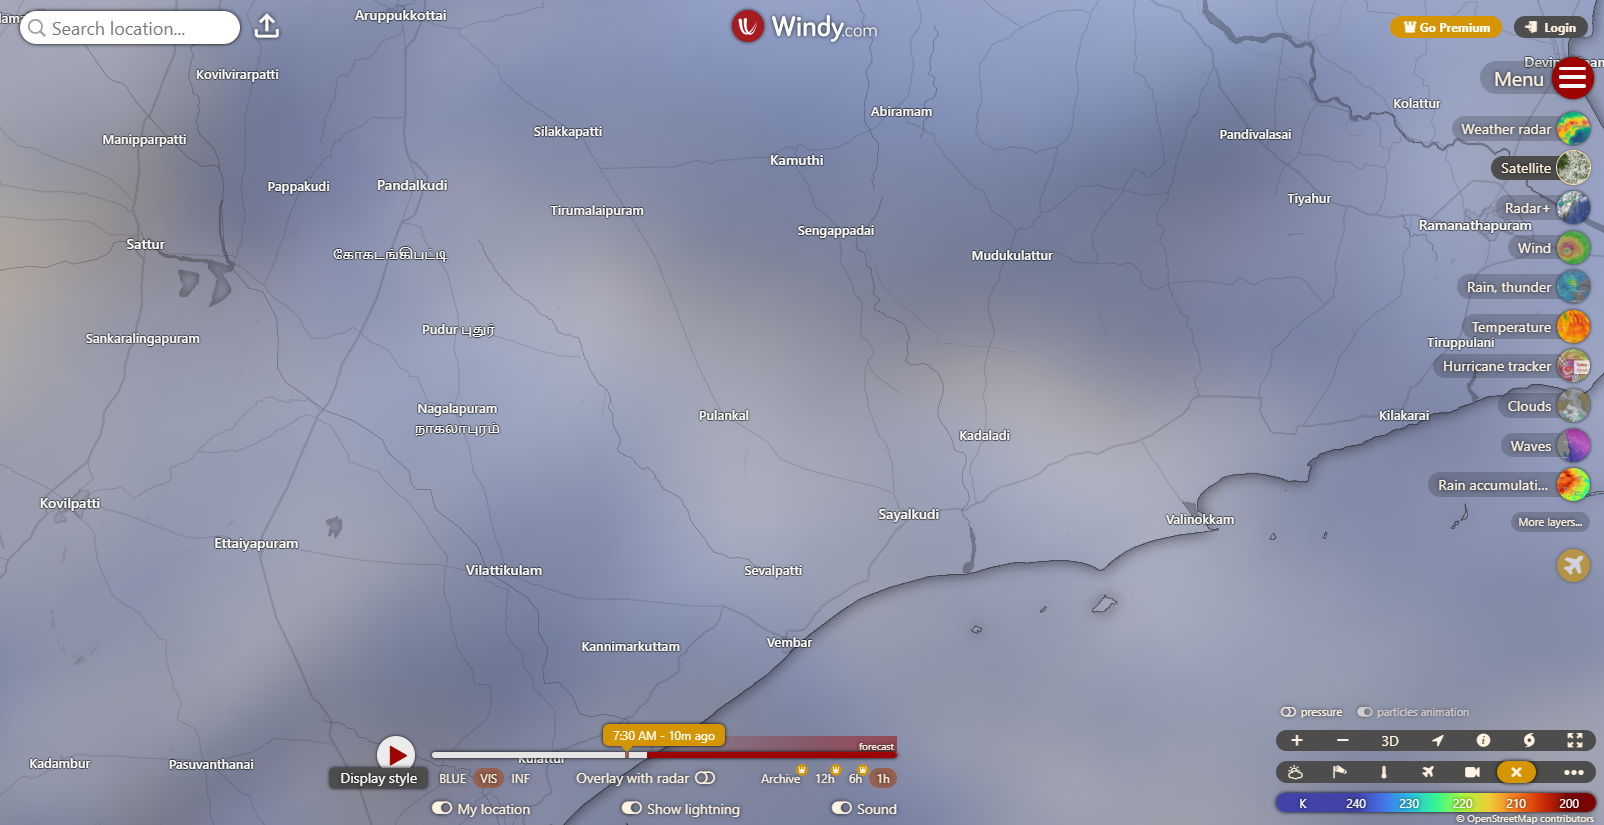 Search location...
Aruppukkottai
Windy.com
Go Premium
Login
Menu
Kovilvirarpatti
Abiramam
Kolattur
Manipparpatti
Silakkapatti
Pandivalasai
Weather radar
Kamuthi
Satellite
Pappakudi
Pandalkudi
Tiyahur
Radar+
Tirumalaipuram
Ramanathapuram
Sattur
கோகடங்கிபட்டி
Sengappadai
Mudukulattur
Wind
Rain, thunder
Sankaralingapuram
Pudur புதூர்
Temperature
Tiruppulani
Hurricane tracker
Nagalapuram
நாகலாபுரம்
Pulankal
Kadaladi
Kilakarai
Clouds
Waves
Rain accumulati...
Kovilpatti
Sayalkudi
Valinokkam
More layers...
Ettaiyapuram
Vilattikulam
Sevalpatti
Kannimarkuttam
Vembar
pressure
particles animation
7:30 AM - 10m ago
forecast
3D
Kadambur
Pasuvanthanai
Kulattur
Display style
BLUE
VIS
INF
Overlay with radar
Archive
12h
6h
1h
My location
Show lightning
Sound
K 240 230 220 210 200
© OpenStreetMap contributors